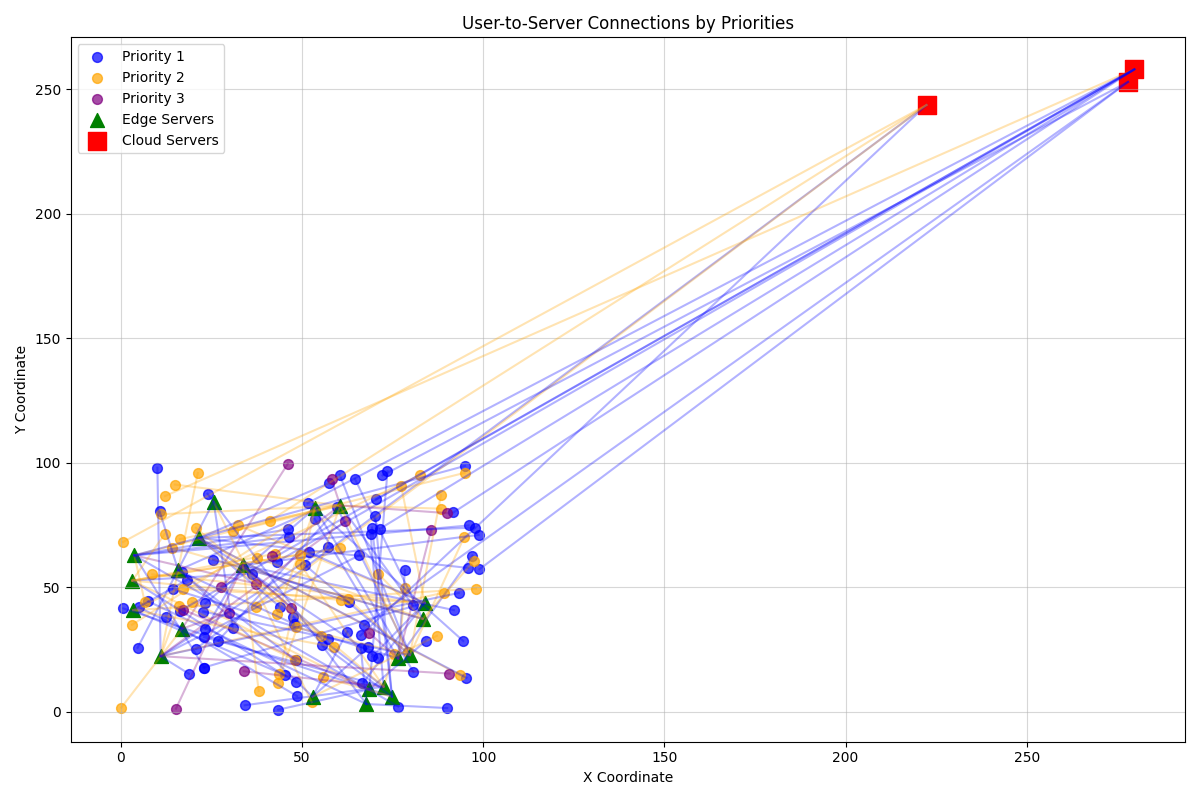 User-to-Server Connections by Priorities
Priority 1
Priority 2
Priority 3
Edge Servers
Cloud Servers
Y Coordinate
250
200
150
100
50
0
0 50 100 150 200 250
X Coordinate